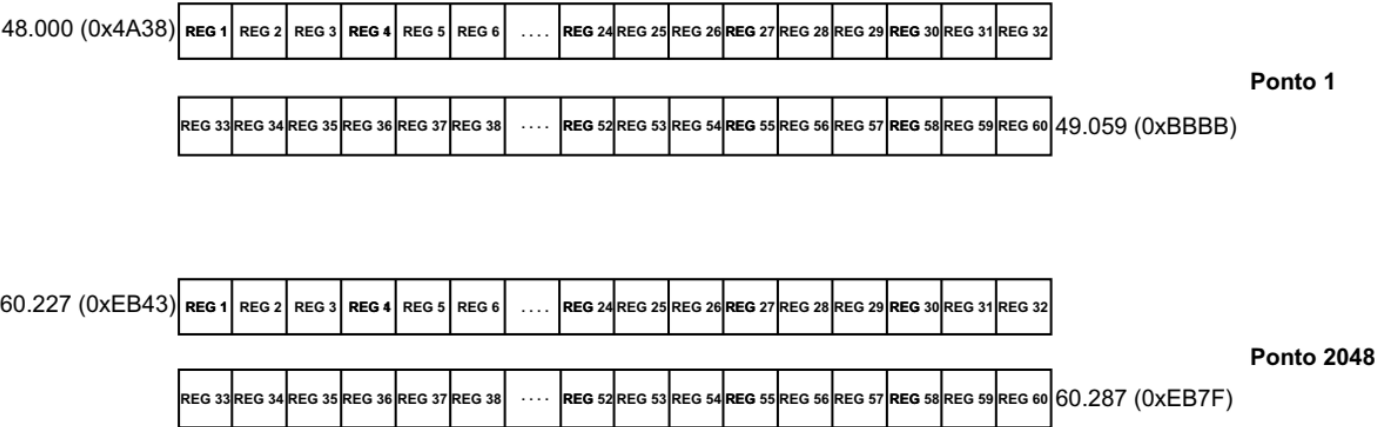 48.000 (0x4A38) REG 1 REG 2 REG 3 REG 4 REG 5 REG 6 .... REG 24 REG 25 REG 26 REG 27 REG 28 REG 29 REG 30 REG 31 REG 32
Ponto 1
REG 33 REG 34 REG 35 REG 36 REG 37 REG 38 .... REG 52 REG 53 REG 54 REG 55 REG 56 REG 57 REG 58 REG 59 REG 60 49.059 (0xBBBB)
60.227 (0xEB43) REG 1 REG 2 REG 3 REG 4 REG 5 REG 6 .... REG 24 REG 25 REG 26 REG 27 REG 28 REG 29 REG 30 REG 31 REG 32
Ponto 2048
REG 33 REG 34 REG 35 REG 36 REG 37 REG 38 .... REG 52 REG 53 REG 54 REG 55 REG 56 REG 57 REG 58 REG 59 REG 60 60.287 (0xEB7F)